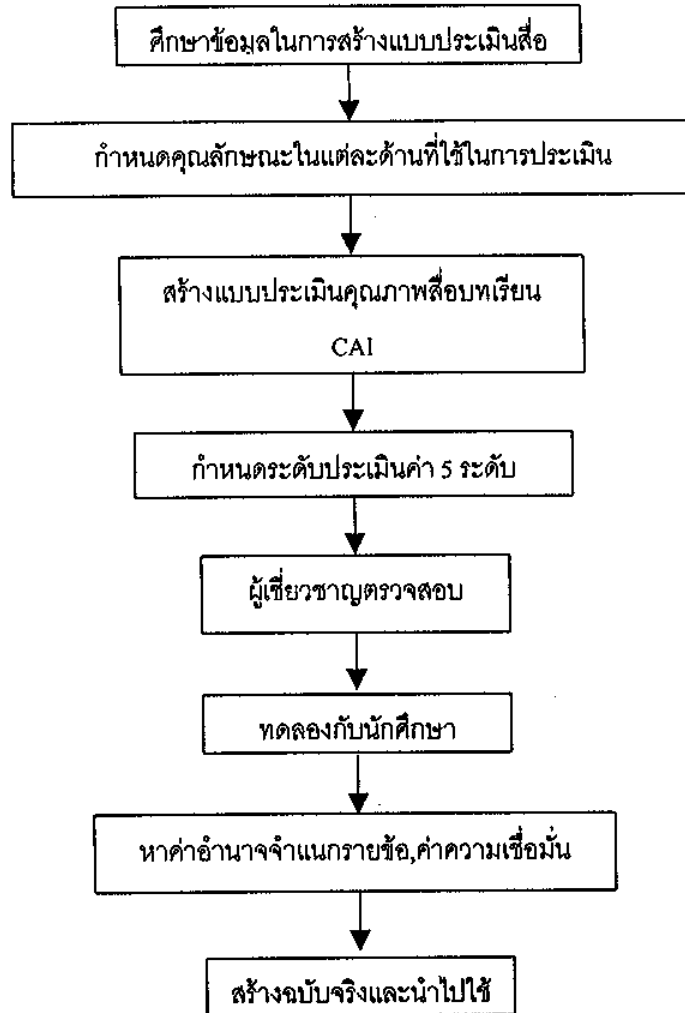 ศึกษาข้อมูลในการสร้างแบบประเมินสื่อ
กำหนดคุณลักษณะในแต่ละด้านที่ใช้ในการประเมิน
สร้างแบบประเมินคุณภาพสื่อบทเรียน
CAI
กำหนดระดับประเมินค่า 5 ระดับ
ผู้เชี่ยวชาญตรวจสอบ
ทดลองกับนักศึกษา
หาค่าอำนาจจำแนกรายข้อ,ค่าความเชื่อมั่น
สร้างฉบับจริงและนำไปใช้